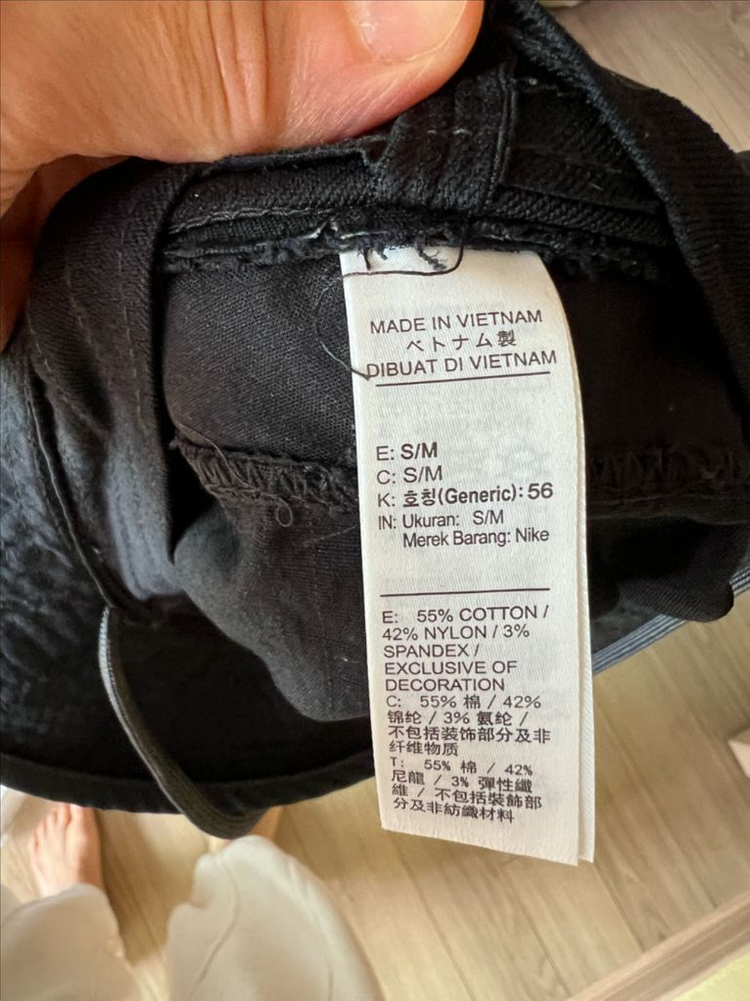 MADE IN VIETNAM
ベトナム製
DIBUAT DI VIETNAM
E: S/M
C: S/M
K: 호칭(Generic): 56
IN: Ukuran: S/M
Merek Barang: Nike
E: 55% COTTON /
42% NYLON / 3%
SPANDEX /
EXCLUSIVE OF
DECORATION
C: 55% 棉 / 42%
锦纶 / 3% 氨纶 /
不包括装饰部分及非
纤维物质
T: 55% 棉 / 42%
尼龍 / 3% 彈性纖
維 / 不包括裝飾部
分及非紡織材料